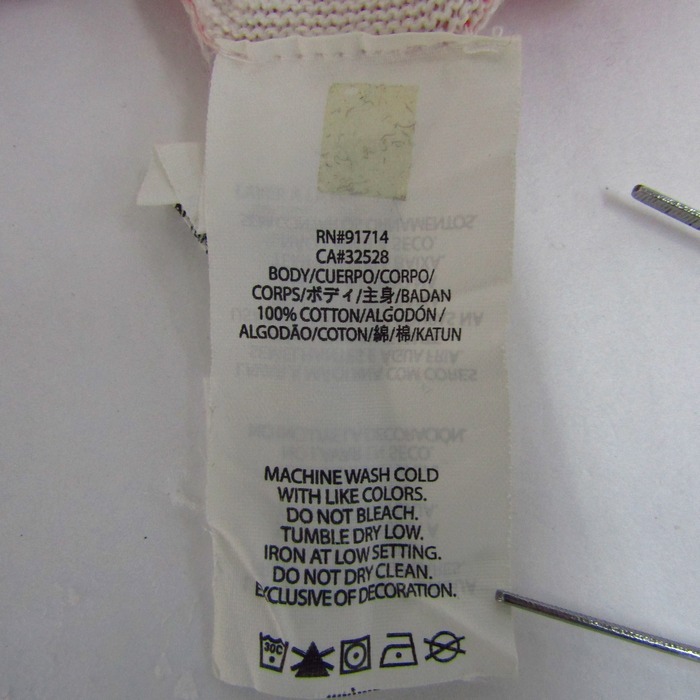 RN#91714
CA#32528
BODY/CUERPO/CORPO/
CORPS/ボディ/主身/BADAN
100% COTTON/ALGODÓN/
ALGODÃO/COTON/綿/棉/KATUN
MACHINE WASH COLD
WITH LIKE COLORS.
DO NOT BLEACH.
TUMBLE DRY LOW.
IRON AT LOW SETTING.
DO NOT DRY CLEAN.
EXCLUSIVE OF DECORATION.
30C